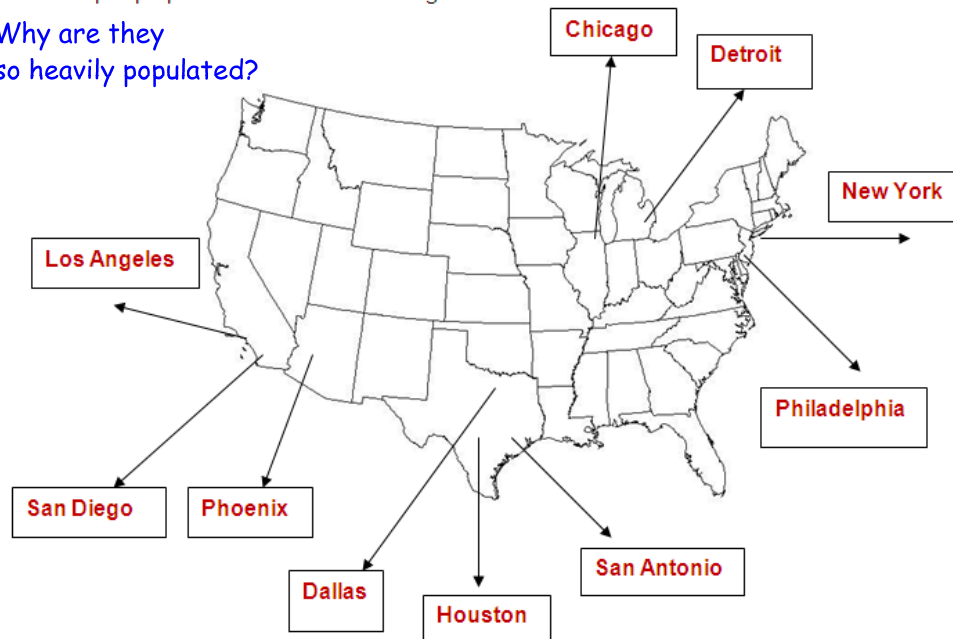 Why are they
so heavily populated?
Chicago
Detroit
New York
Los Angeles
Philadelphia
San Diego
Phoenix
San Antonio
Dallas
Houston